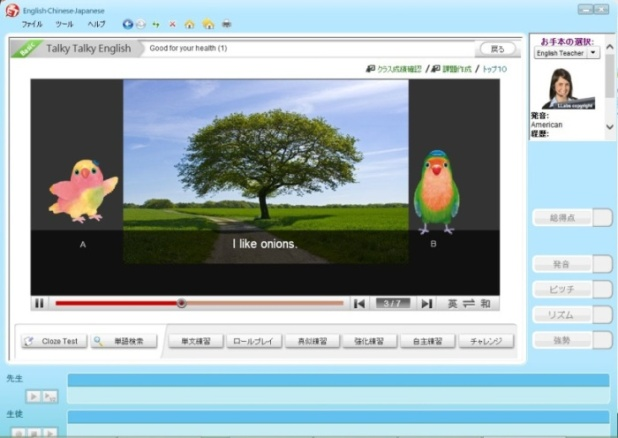 English-Chinese-Japanese
ファイル ツール ヘルプ
Basic Talky Talky English Good for your health (1) 戻る
クラス成績確認 / 課題作成 / トップ10
お手本の選択:
English Teacher
発音:
American
経歴:
A
B
I like onions.
3 / 7 英 和
Cloze Test 単語検索 単文練習 ロールプレイ 真似練習 強化練習 自主練習 チャレンジ
総得点
発音
ピッチ
リズム
強勢
先生
生徒